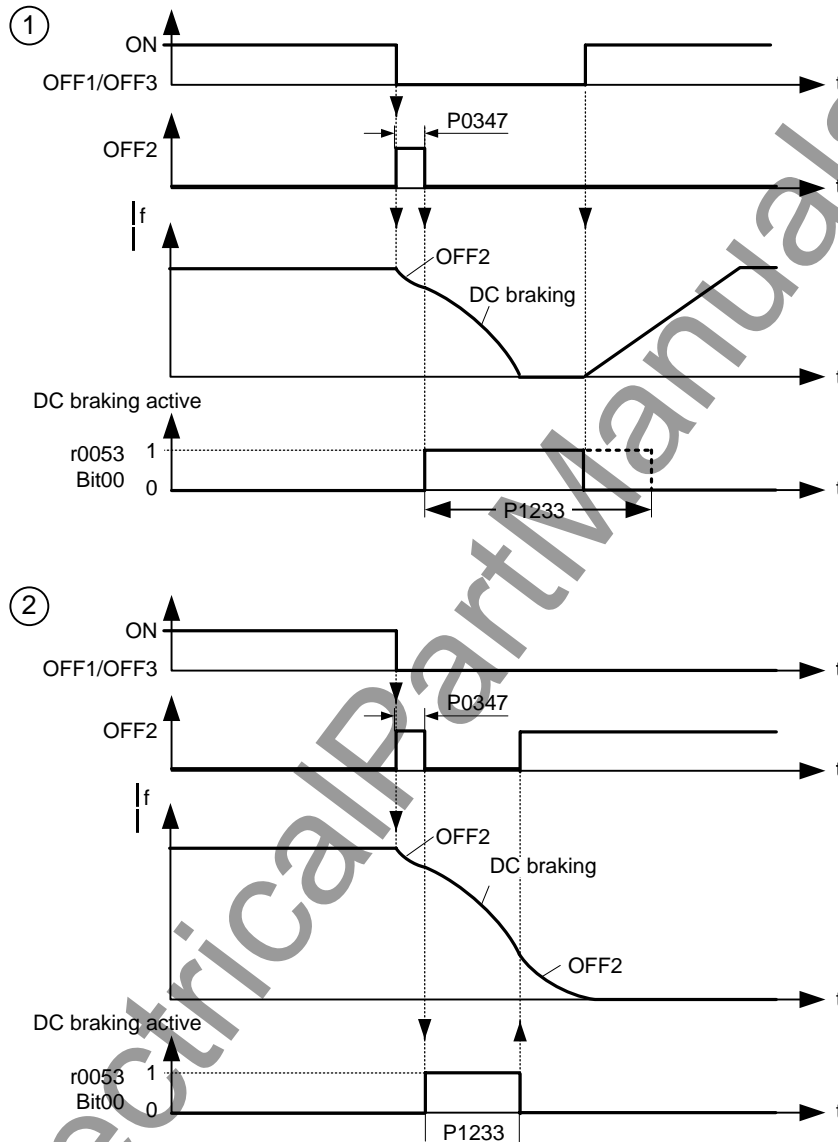 1
ON
OFF1/OFF3
t
P0347
OFF2
t
f
OFF2
DC braking
t
DC braking active
r0053 1
Bit00 0
t
P1233
2
ON
OFF1/OFF3
t
P0347
OFF2
t
f
OFF2
DC braking
OFF2
t
DC braking active
r0053 1
Bit00 0
t
P1233
ectricalPartManuals